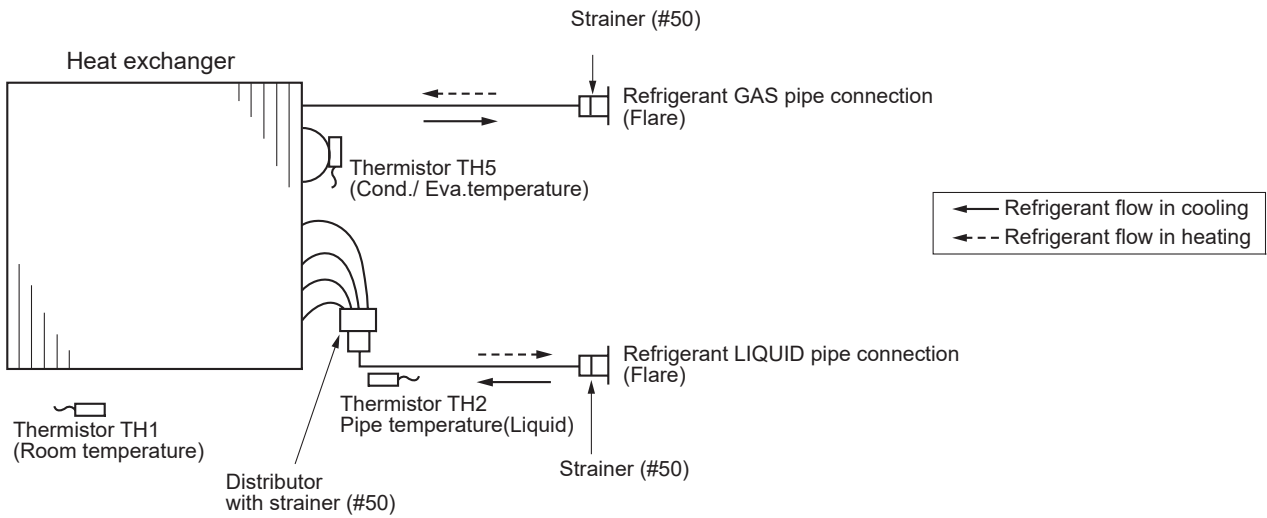 Strainer (#50)
Heat exchanger
Refrigerant GAS pipe connection
(Flare)
Thermistor TH5
(Cond./ Eva.temperature)
Refrigerant flow in cooling
Refrigerant flow in heating
Refrigerant LIQUID pipe connection
(Flare)
Thermistor TH2
Pipe temperature(Liquid)
Thermistor TH1
(Room temperature)
Strainer (#50)
Distributor
with strainer (#50)